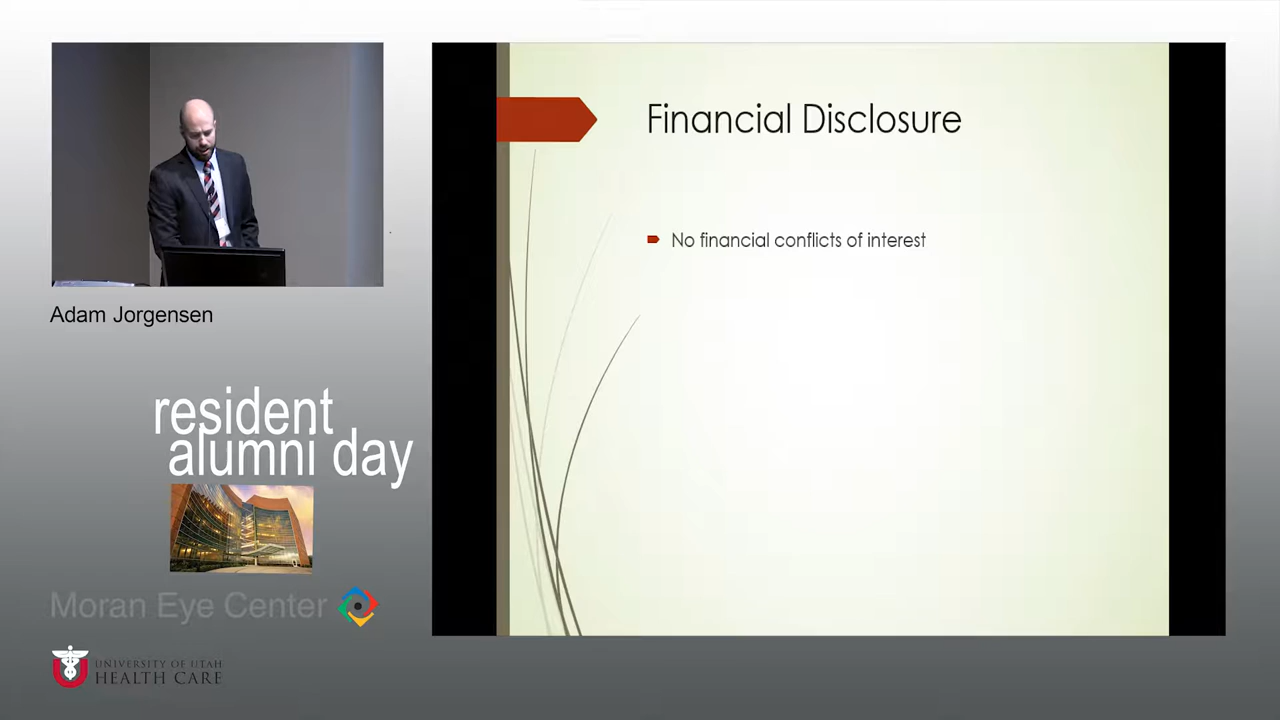 Financial Disclosure
No financial conflicts of interest
Adam Jorgensen
resident
alumni day
Moran Eye Center
UNIVERSITY OF UTAH
HEALTH CARE